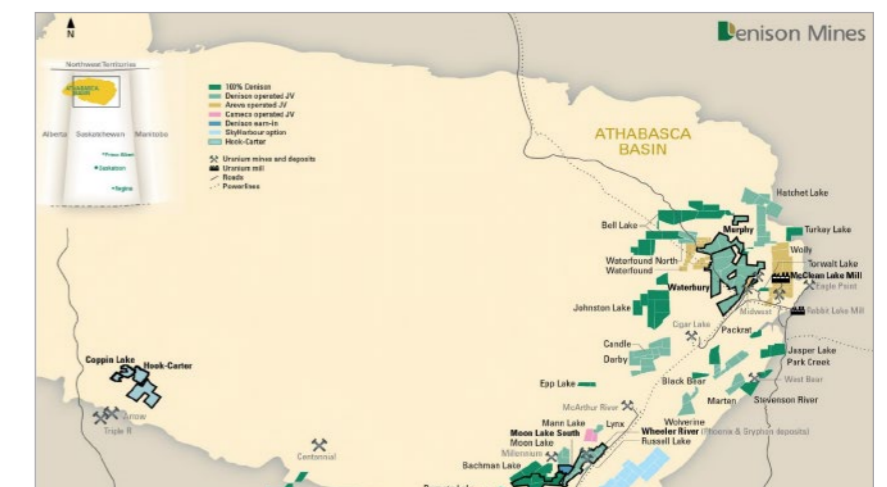 N
Denison Mines
Northwest Territories
ATHABASCA
BASIN
Alberta Saskatchewan Manitoba
Prince Albert
Saskatoon
Regina
100% Denison
Denison operated JV
Areva operated JV
Cameco operated JV
Denison earn-in
SkyHarbour option
Hook-Carter
Uranium mines and deposits
Uranium mill
Roads
Powerlines
ATHABASCA
BASIN
Hatchet Lake
Bell Lake
Murphy
Turkey Lake
Waterfound North
Wolly
Waterfound
Torwalt Lake
McClean Lake Mill
Waterbury
Eagle Point
Johnston Lake
Midwest
Rabbit Lake Mill
Cigar Lake
Packrat
Candle
Jasper Lake
Darby
Park Creek
Coppin Lake
Hook-Carter
Epp Lake
Black Bear
West Bear
Marten
Stevenson River
McArthur River
Arrow
Triple R
Wolverine
Mann Lake
Lynx
Moon Lake South
Wheeler River (Phoenix & Gryphon deposits)
Moon Lake
Russell Lake
Millennium
Centennial
Bachman Lake